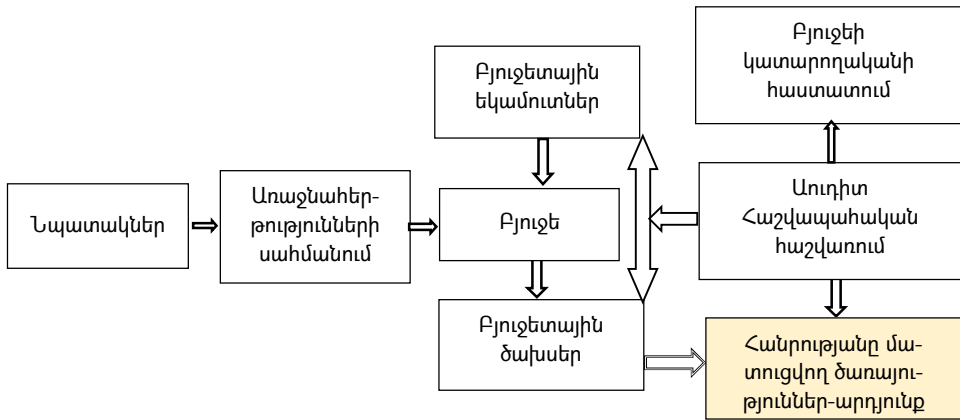 Նպատակներ
Առաջնահեր-
թությունների
սահմանում
Բյուջետային
եկամուտներ
Բյուջե
Բյուջետային
ծախսեր
Բյուջեի
կատարողականի
հաստատում
Աուդիտ
Հաշվապահական
հաշվառում
Հանրությանը մա-
տուցվող ծառայու-
թյուններ-արդյունք